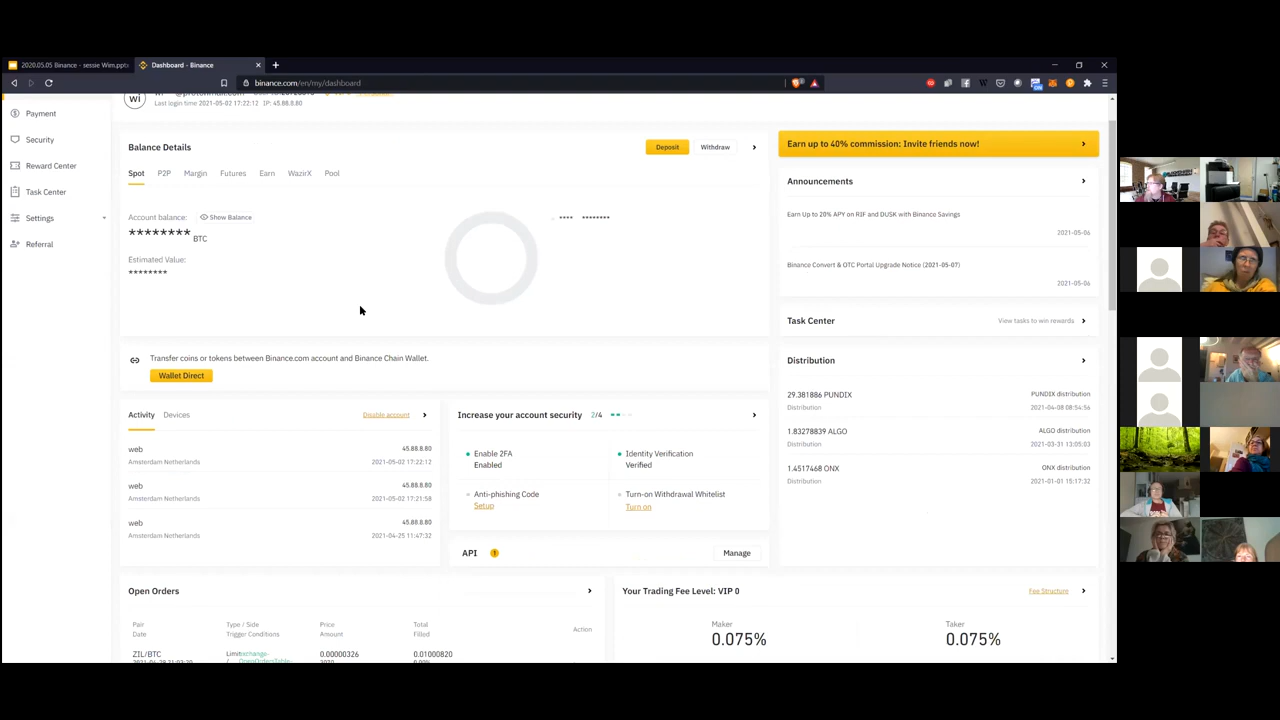 2020.05.05 Binance - sessie Wim.pptx
Dashboard - Binance
binance.com/en/my/dashboard
Wi
Last login time 2021-05-02 17:22:12 IP: 45.88.8.80
Payment
Security
Reward Center
Task Center
Settings
Referral
Balance Details
Deposit
Withdraw
Spot P2P Margin Futures Earn WazirX Pool
Account balance: Show Balance
******** BTC
**** ********
Estimated Value:
********
Transfer coins or tokens between Binance.com account and Binance Chain Wallet.
Wallet Direct
Earn up to 40% commission: Invite friends now!
Announcements
Earn Up to 20% APY on RIF and DUSK with Binance Savings
2021-05-06
Binance Convert & OTC Portal Upgrade Notice (2021-05-07)
2021-05-06
Task Center View tasks to win rewards
Distribution
29.381886 PUNDIX PUNDIX distribution
Distribution 2021-04-08 08:54:56
1.83278839 ALGO ALGO distribution
Distribution 2021-03-31 13:05:03
1.4517468 ONX ONX distribution
Distribution 2021-01-01 15:17:32
Activity Devices Disable account
web 45.88.8.80
Amsterdam Netherlands 2021-05-02 17:22:12
web 45.88.8.80
Amsterdam Netherlands 2021-05-02 17:21:58
web 45.88.8.80
Amsterdam Netherlands 2021-04-25 11:47:32
Increase your account security 2/4
Enable 2FA
Enabled
Identity Verification
Verified
Anti-phishing Code
Setup
Turn-on Withdrawal Whitelist
Turn on
API Manage
Open Orders
Pair Type / Side Price Total
Date Trigger Conditions Amount Filled Action
ZIL/BTC Limit 0.00000326 0.01000820
Your Trading Fee Level: VIP 0 Fee Structure
Maker Taker
0.075% 0.075%